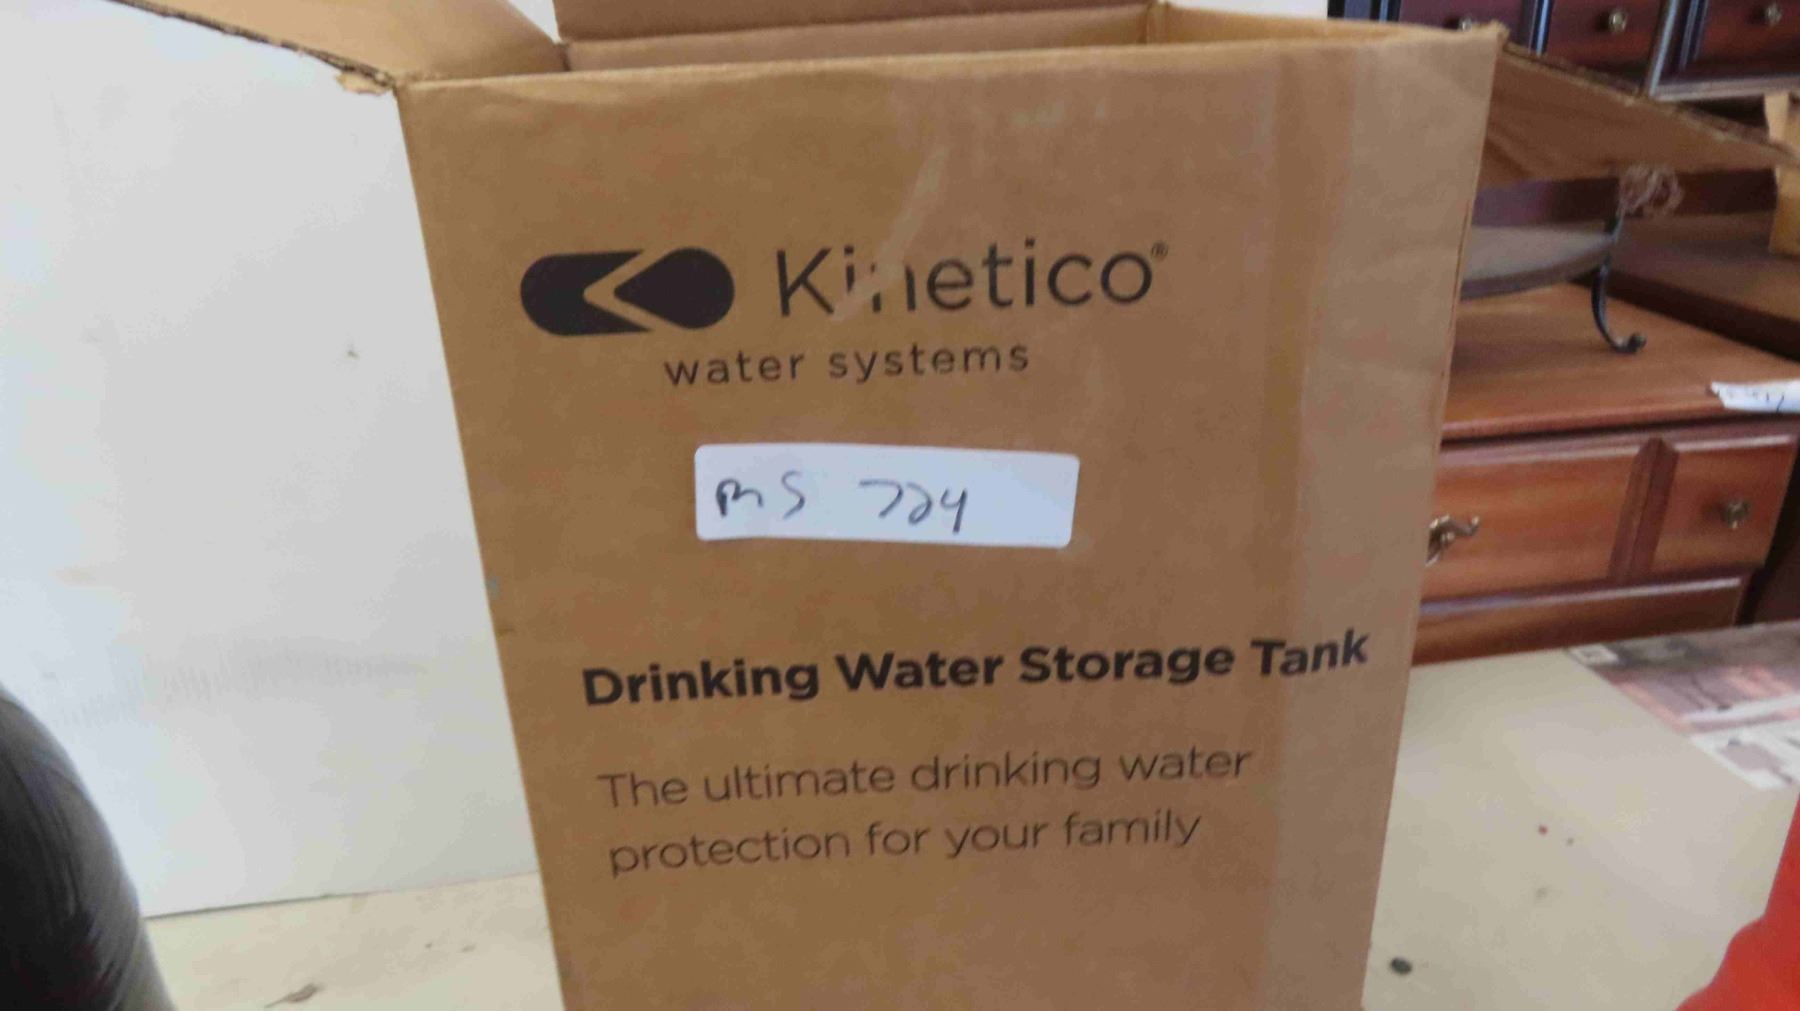 Kinetico®
water systems
MS 724
Drinking Water Storage Tank
The ultimate drinking water
protection for your family